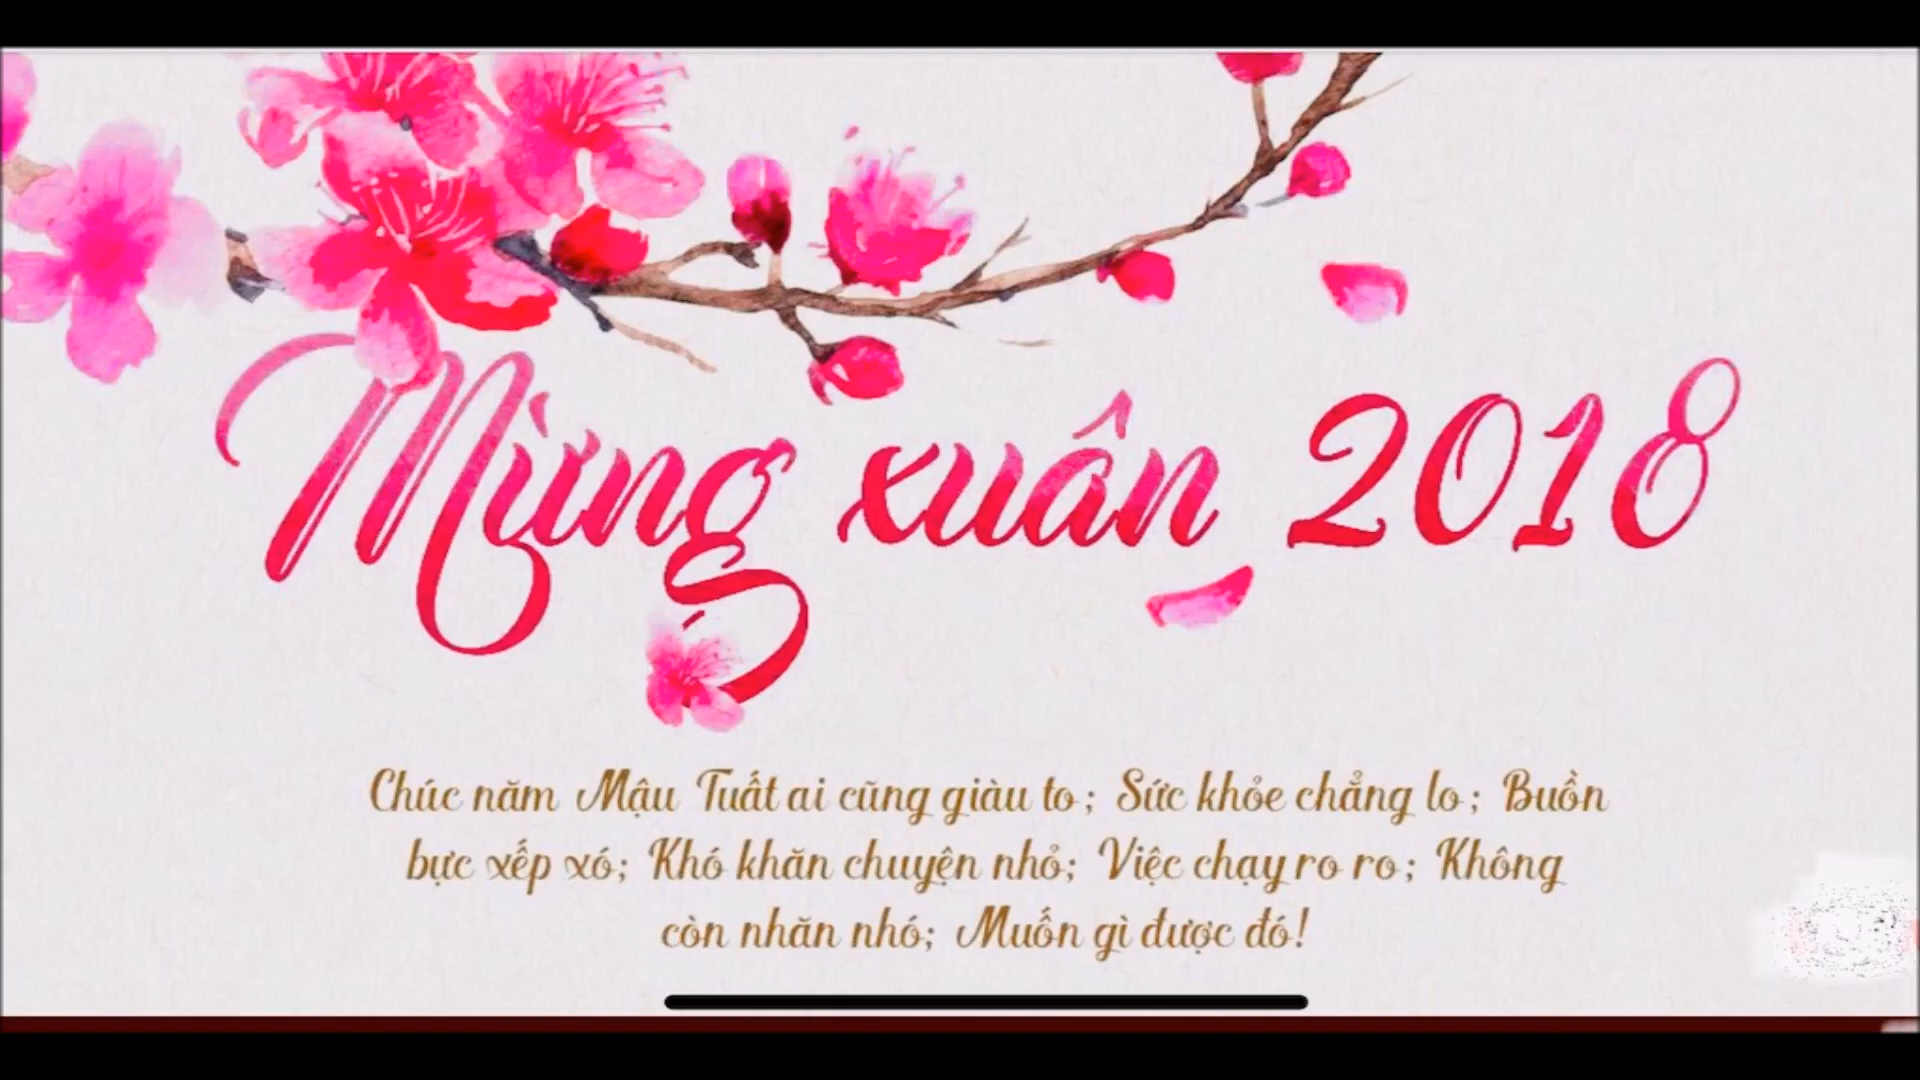 Mừng xuân 2018
Chúc năm Mậu Tuất ai cũng giàu to; Sức khỏe chẳng lo; Buồn
bực xếp xó; Khó khăn chuyện nhỏ; Việc chạy ro ro; Không
còn nhăn nhó; Muốn gì được đó!